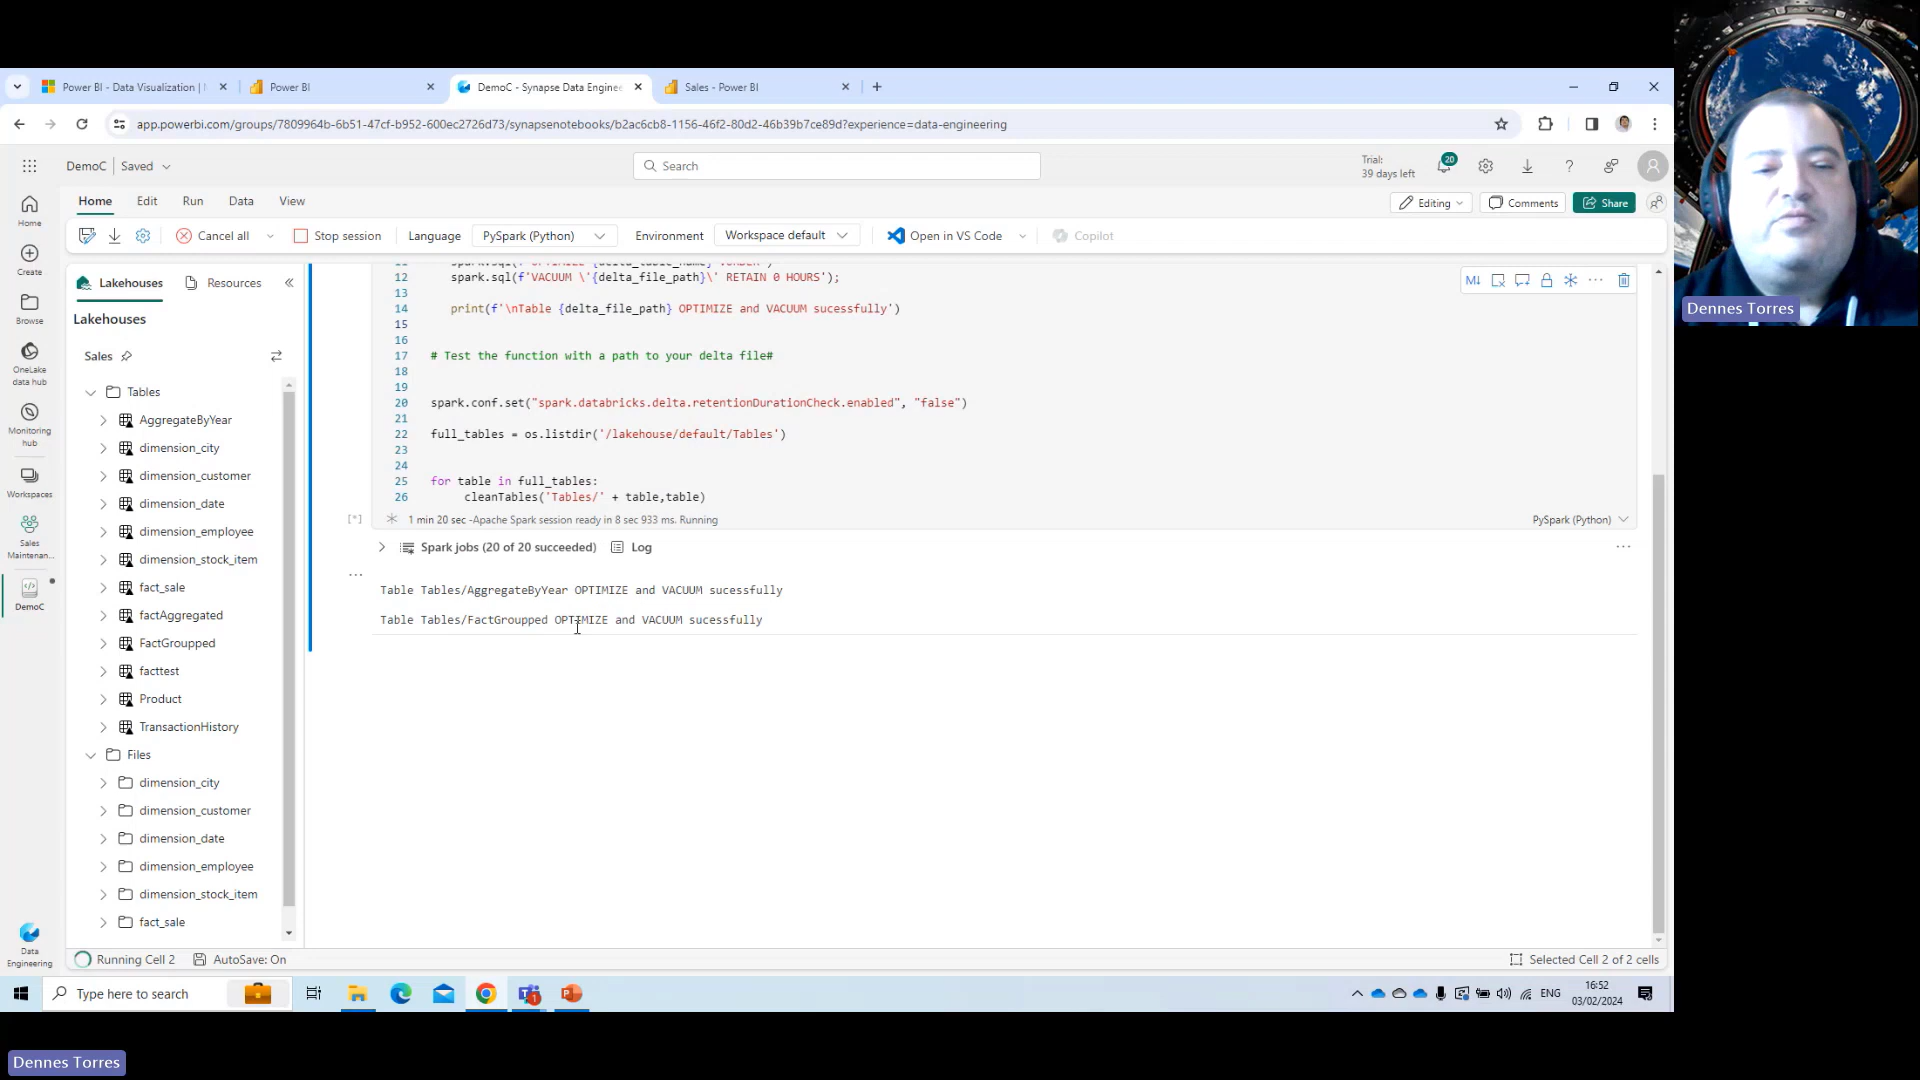 Power BI - Data Visualization |
Power BI
DemoC - Synapse Data Enginee
Sales - Power BI
app.powerbi.com/groups/7809964b-6b51-47cf-b952-600ec2726d73/synapsenotebooks/b2ac6cb8-1156-46f2-80d2-46b39b7ce89d?experience=data-engineering
DemoC | Saved
Search
Trial:
39 days left
20
Home Edit Run Data View
Editing
Comments
Share
Cancel all
Stop session
Language
PySpark (Python)
Environment
Workspace default
Open in VS Code
Copilot
Home
Create
Browse
OneLake
data hub
Monitoring
hub
Workspaces
Sales
Maintenan...
DemoC
Data
Engineering
Lakehouses
Resources
Lakehouses
Sales
Tables
AggregateByYear
dimension_city
dimension_customer
dimension_date
dimension_employee
dimension_stock_item
fact_sale
factAggregated
FactGroupped
facttest
Product
TransactionHistory
Files
dimension_city
dimension_customer
dimension_date
dimension_employee
dimension_stock_item
fact_sale
12 spark.sql(f'VACUUM \'{delta_file_path}\' RETAIN 0 HOURS');
13
14 print(f'\nTable {delta_file_path} OPTIMIZE and VACUUM sucessfully')
15
16
17 # Test the function with a path to your delta file#
18
19
20 spark.conf.set("spark.databricks.delta.retentionDurationCheck.enabled", "false")
21
22 full_tables = os.listdir('/lakehouse/default/Tables')
23
24
25 for table in full_tables:
26 cleanTables('Tables/' + table,table)
[*]
1 min 20 sec -Apache Spark session ready in 8 sec 933 ms. Running
PySpark (Python)
Spark jobs (20 of 20 succeeded)
Log
Table Tables/AggregateByYear OPTIMIZE and VACUUM sucessfully
Table Tables/FactGroupped OPTIMIZE and VACUUM sucessfully
Running Cell 2
AutoSave: On
Selected Cell 2 of 2 cells
Type here to search
ENG
16:52
03/02/2024
Dennes Torres
Dennes Torres